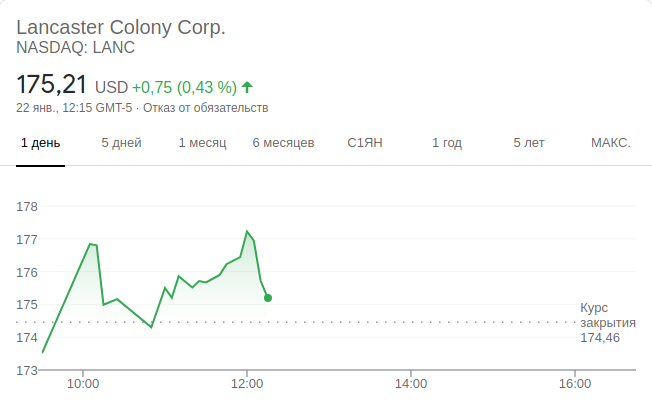 Lancaster Colony Corp.
NASDAQ: LANC
175,21 USD +0,75 (0,43 %)
22 янв., 12:15 GMT-5 · Отказ от обязательств
1 день 5 дней 1 месяц 6 месяцев С1ЯН 1 год 5 лет МАКС.
178
177
176
175
174
173
Курс
закрытия
174,46
10:00 12:00 14:00 16:00